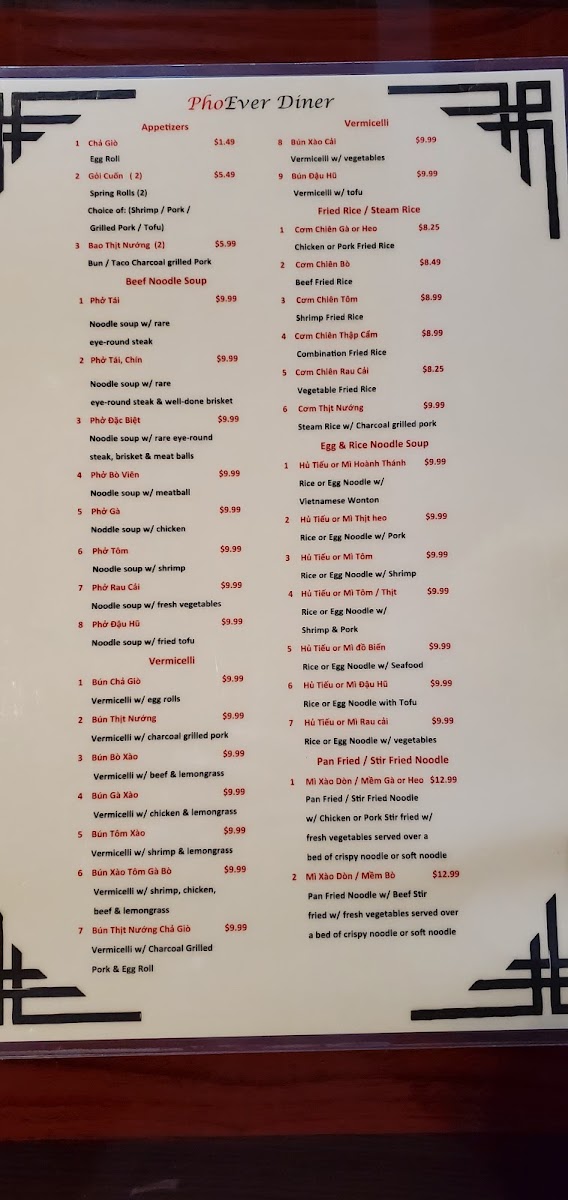 PhoEver Diner
Appetizers
1 Chả Giò $1.49
Egg Roll
2 Gỏi Cuốn ( 2) $5.49
Spring Rolls (2)
Choice of: (Shrimp / Pork /
Grilled Pork / Tofu)
3 Bao Thịt Nướng (2) $5.99
Bun / Taco Charcoal grilled Pork
Beef Noodle Soup
1 Phở Tái $9.99
Noodle soup w/ rare
eye-round steak
2 Phở Tái, Chín $9.99
Noodle soup w/ rare
eye-round steak & well-done brisket
3 Phở Đặc Biệt $9.99
Noodle soup w/ rare eye-round
steak, brisket & meat balls
4 Phở Bò Viên $9.99
Noodle soup w/ meatball
5 Phở Gà $9.99
Noddle soup w/ chicken
6 Phở Tôm $9.99
Noodle soup w/ shrimp
7 Phở Rau Cải $9.99
Noodle soup w/ fresh vegetables
8 Phở Đậu Hũ $9.99
Noodle soup w/ fried tofu
Vermicelli
1 Bún Chả Giò $9.99
Vermicelli w/ egg rolls
2 Bún Thịt Nướng $9.99
Vermicelli w/ charcoal grilled pork
3 Bún Bò Xào $9.99
Vermicelli w/ beef & lemongrass
4 Bún Gà Xào $9.99
Vermicelli w/ chicken & lemongrass
5 Bún Tôm Xào $9.99
Vermicelli w/ shrimp & lemongrass
6 Bún Xào Tôm Gà Bò $9.99
Vermicelli w/ shrimp, chicken,
beef & lemongrass
7 Bún Thịt Nướng Chả Giò $9.99
Vermicelli w/ Charcoal Grilled
Pork & Egg Roll
Vermicelli
8 Bún Xào Cải $9.99
Vermicelli w/ vegetables
9 Bún Đậu Hũ $9.99
Vermicelli w/ tofu
Fried Rice / Steam Rice
1 Cơm Chiên Gà or Heo $8.25
Chicken or Pork Fried Rice
2 Cơm Chiên Bò $8.49
Beef Fried Rice
3 Cơm Chiên Tôm $8.99
Shrimp Fried Rice
4 Cơm Chiên Thập Cẩm $8.99
Combination Fried Rice
5 Cơm Chiên Rau Cải $8.25
Vegetable Fried Rice
6 Cơm Thịt Nướng $9.99
Steam Rice w/ Charcoal grilled pork
Egg & Rice Noodle Soup
1 Hủ Tiếu or Mì Hoành Thánh $9.99
Rice or Egg Noodle w/
Vietnamese Wonton
2 Hủ Tiếu or Mì Thịt heo $9.99
Rice or Egg Noodle w/ Pork
3 Hủ Tiếu or Mì Tôm $9.99
Rice or Egg Noodle w/ Shrimp
4 Hủ Tiếu or Mì Tôm / Thịt $9.99
Rice or Egg Noodle w/
Shrimp & Pork
5 Hủ Tiếu or Mì đồ Biển $9.99
Rice or Egg Noodle w/ Seafood
6 Hủ Tiếu or Mì Đậu Hũ $9.99
Rice or Egg Noodle with Tofu
7 Hủ Tiếu or Mì Rau cải $9.99
Rice or Egg Noodle w/ vegetables
Pan Fried / Stir Fried Noodle
1 Mì Xào Dòn / Mềm Gà or Heo $12.99
Pan Fried / Stir Fried Noodle
w/ Chicken or Pork Stir fried w/
fresh vegetables served over a
bed of crispy noodle or soft noodle
2 Mì Xào Dòn / Mềm Bò $12.99
Pan Fried Noodle w/ Beef Stir
fried w/ fresh vegetables served over
a bed of crispy noodle or soft noodle